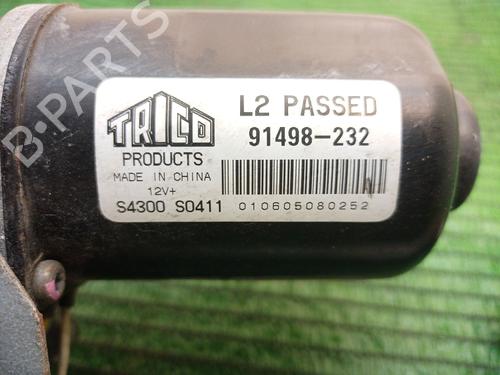 B-PARTS
TRICO
PRODUCTS
MADE IN CHINA
12V+
S4300 S0411
L2 PASSED
91498-232
010605080252